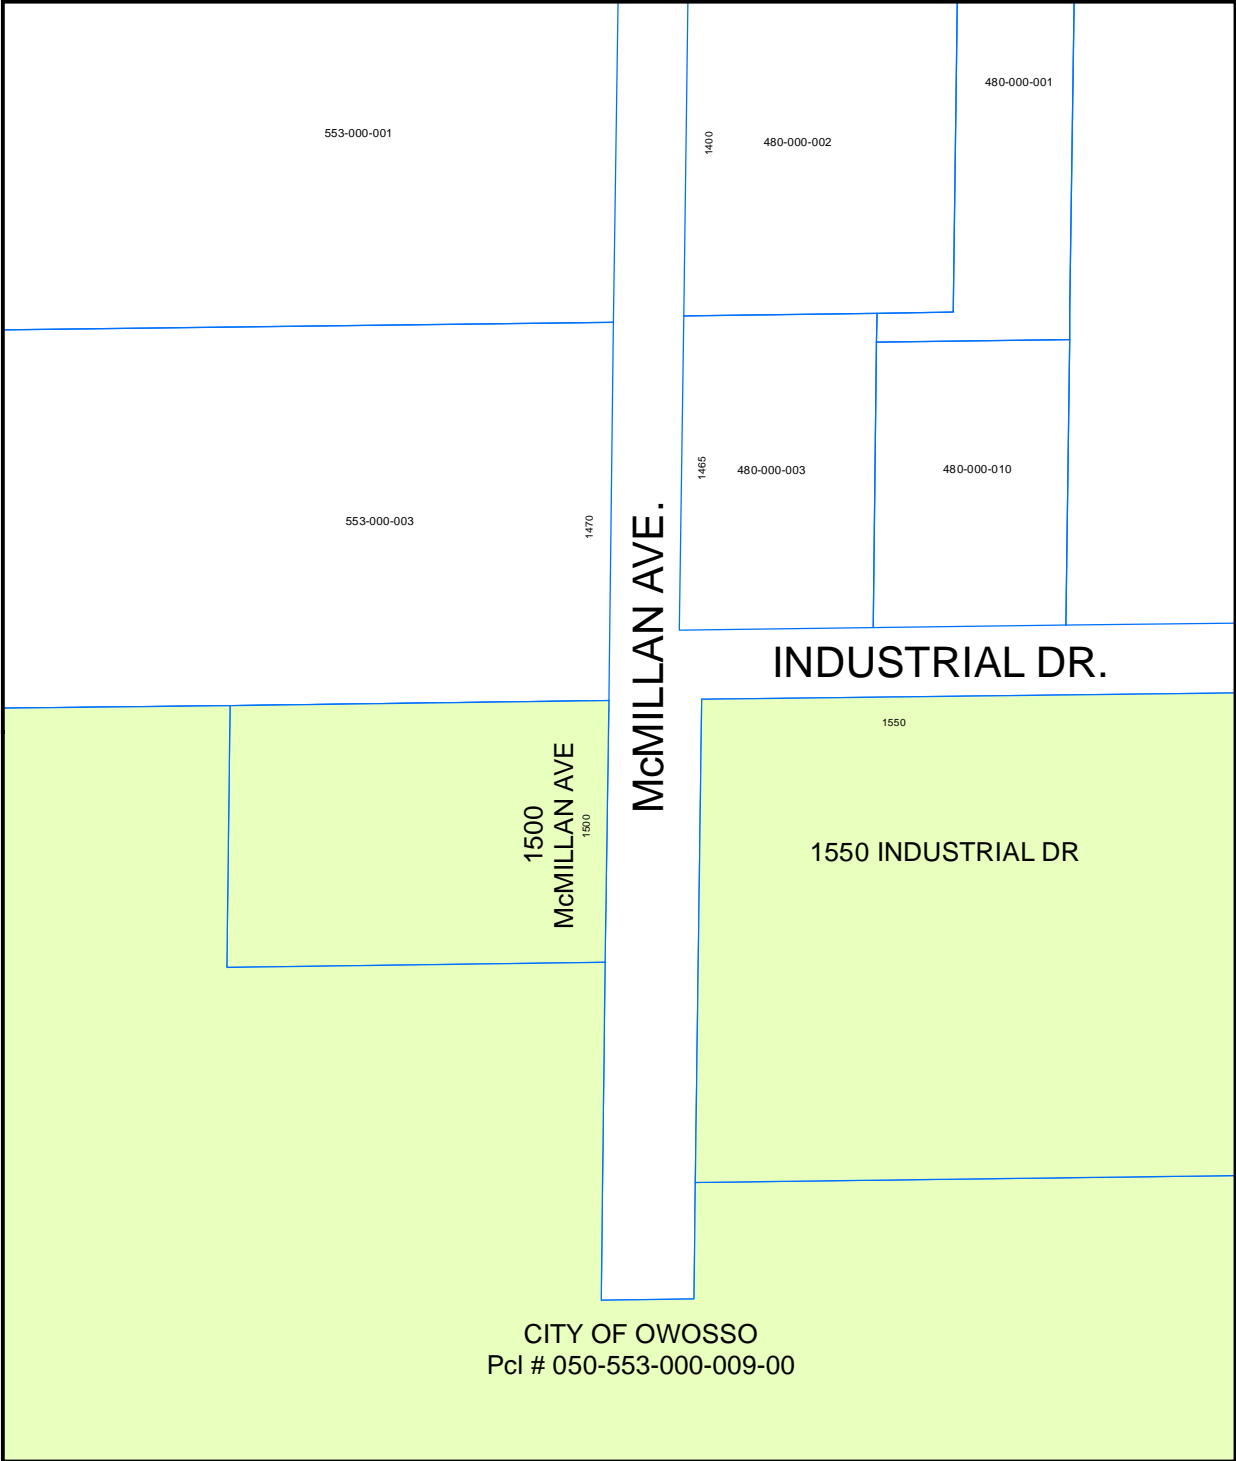 480-000-001
553-000-001
1400
480-000-002
1465
480-000-003
480-000-010
553-000-003
1470
McMILLAN AVE.
INDUSTRIAL DR.
1550
1500
McMILLAN AVE
1500
1550 INDUSTRIAL DR
CITY OF OWOSSO
Pcl # 050-553-000-009-00